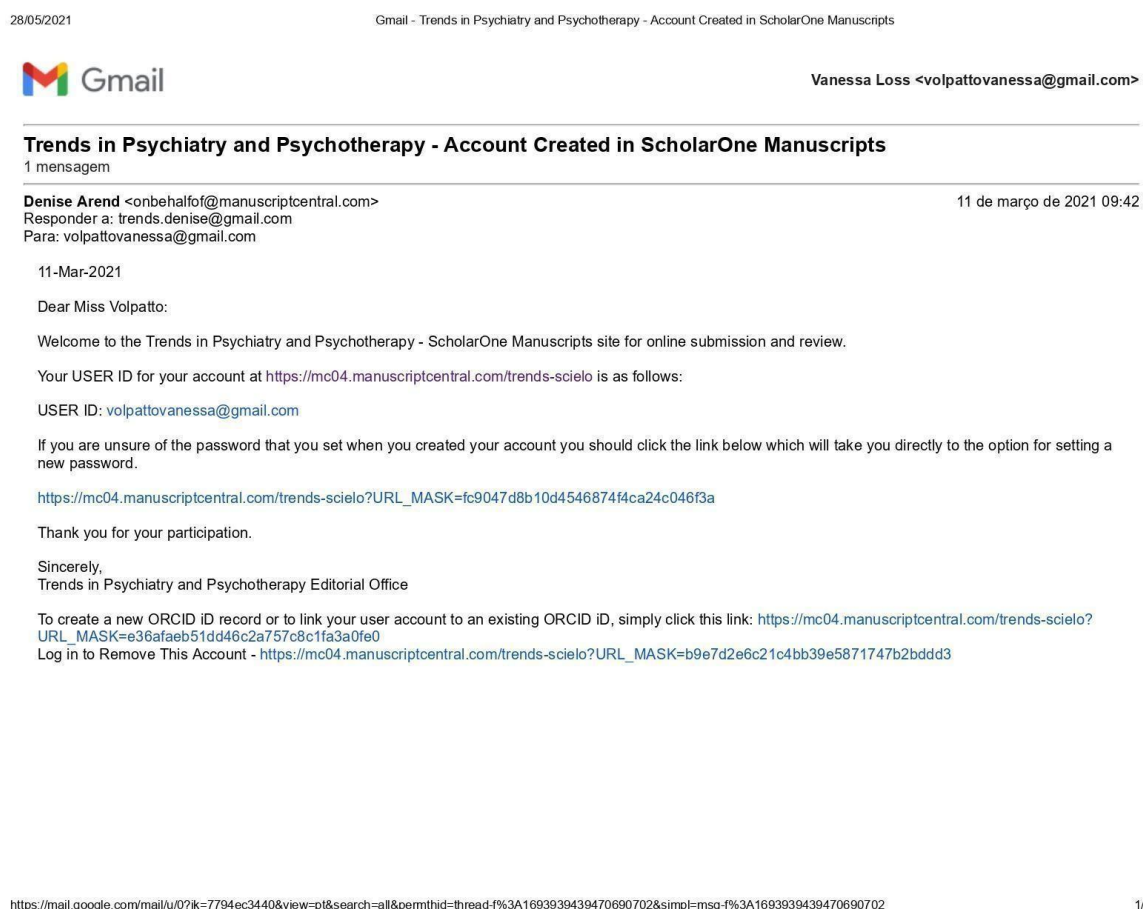 28/05/2021 Gmail - Trends in Psychiatry and Psychotherapy - Account Created in ScholarOne Manuscripts
Gmail
Vanessa Loss <volpattovanessa@gmail.com>
Trends in Psychiatry and Psychotherapy - Account Created in ScholarOne Manuscripts
1 mensagem
Denise Arend <onbehalfof@manuscriptcentral.com> 11 de março de 2021 09:42
Responder a: trends.denise@gmail.com
Para: volpattovanessa@gmail.com
11-Mar-2021
Dear Miss Volpatto:
Welcome to the Trends in Psychiatry and Psychotherapy - ScholarOne Manuscripts site for online submission and review.
Your USER ID for your account at https://mc04.manuscriptcentral.com/trends-scielo is as follows:
USER ID: volpattovanessa@gmail.com
If you are unsure of the password that you set when you created your account you should click the link below which will take you directly to the option for setting a
new password.
https://mc04.manuscriptcentral.com/trends-scielo?URL_MASK=fc9047d8b10d4546874f4ca24c046f3a
Thank you for your participation.
Sincerely,
Trends in Psychiatry and Psychotherapy Editorial Office
To create a new ORCID iD record or to link your user account to an existing ORCID iD, simply click this link: https://mc04.manuscriptcentral.com/trends-scielo?
URL_MASK=e36afaeb51dd46c2a757c8c1fa3a0fe0
Log in to Remove This Account - https://mc04.manuscriptcentral.com/trends-scielo?URL_MASK=b9e7d2e6c21c4bb39e5871747b2bddd3
https://mail.google.com/mail/u/0?ik=7794ec3440&view=pt&search=all&permthid=thread-f%3A1693939439470690702&simpl=msg-f%3A1693939439470690702 1/